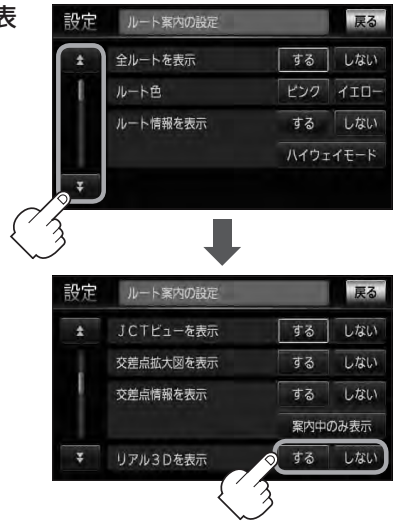 表
設定 ルート案内の設定 戻る
全ルートを表示 する しない
ルート色 ピンク イエロー
ルート情報を表示 する しない
ハイウェイモード
設定 ルート案内の設定 戻る
JCTビューを表示 する しない
交差点拡大図を表示 する しない
交差点情報を表示 する しない
案内中のみ表示
リアル3Dを表示 する しない